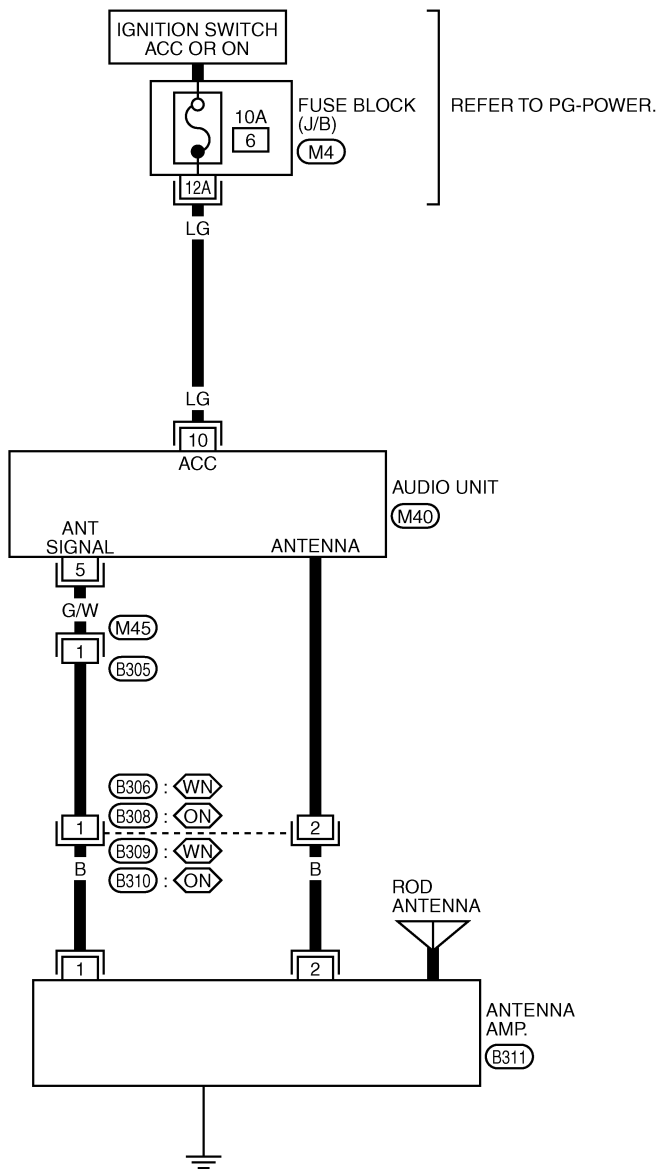 IGNITION SWITCH
ACC OR ON
10A
6
FUSE BLOCK
(J/B)
M4
REFER TO PG-POWER.
12A
LG
LG
10
ACC
AUDIO UNIT
M40
ANT
SIGNAL
ANTENNA
5
G/W
M45
1
B305
B306 : WN
B308 : ON
1
2
B309 : WN
B310 : ON
B
B
ROD
ANTENNA
1
2
ANTENNA
AMP.
B311